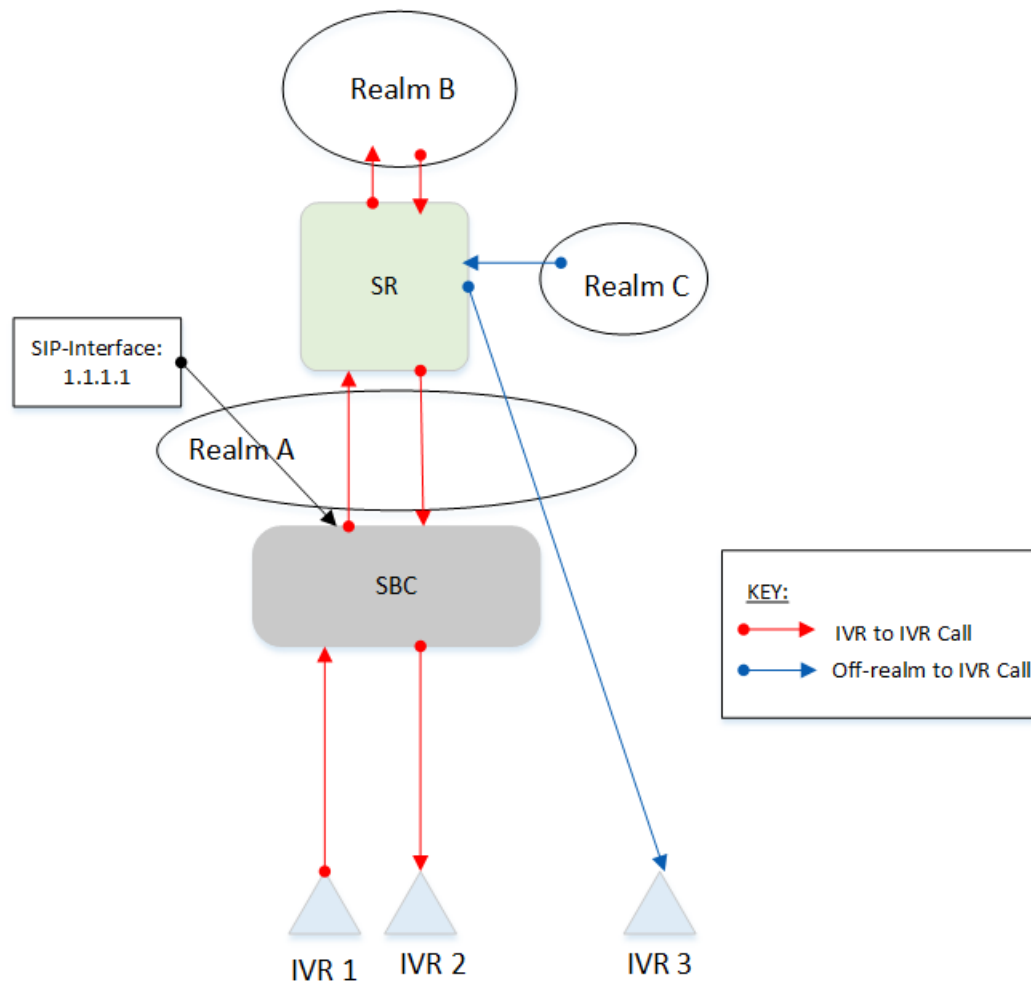 Realm B
SR
Realm C
SIP-Interface:
1.1.1.1
Realm A
SBC
KEY:
IVR to IVR Call
Off-realm to IVR Call
IVR 1
IVR 2
IVR 3